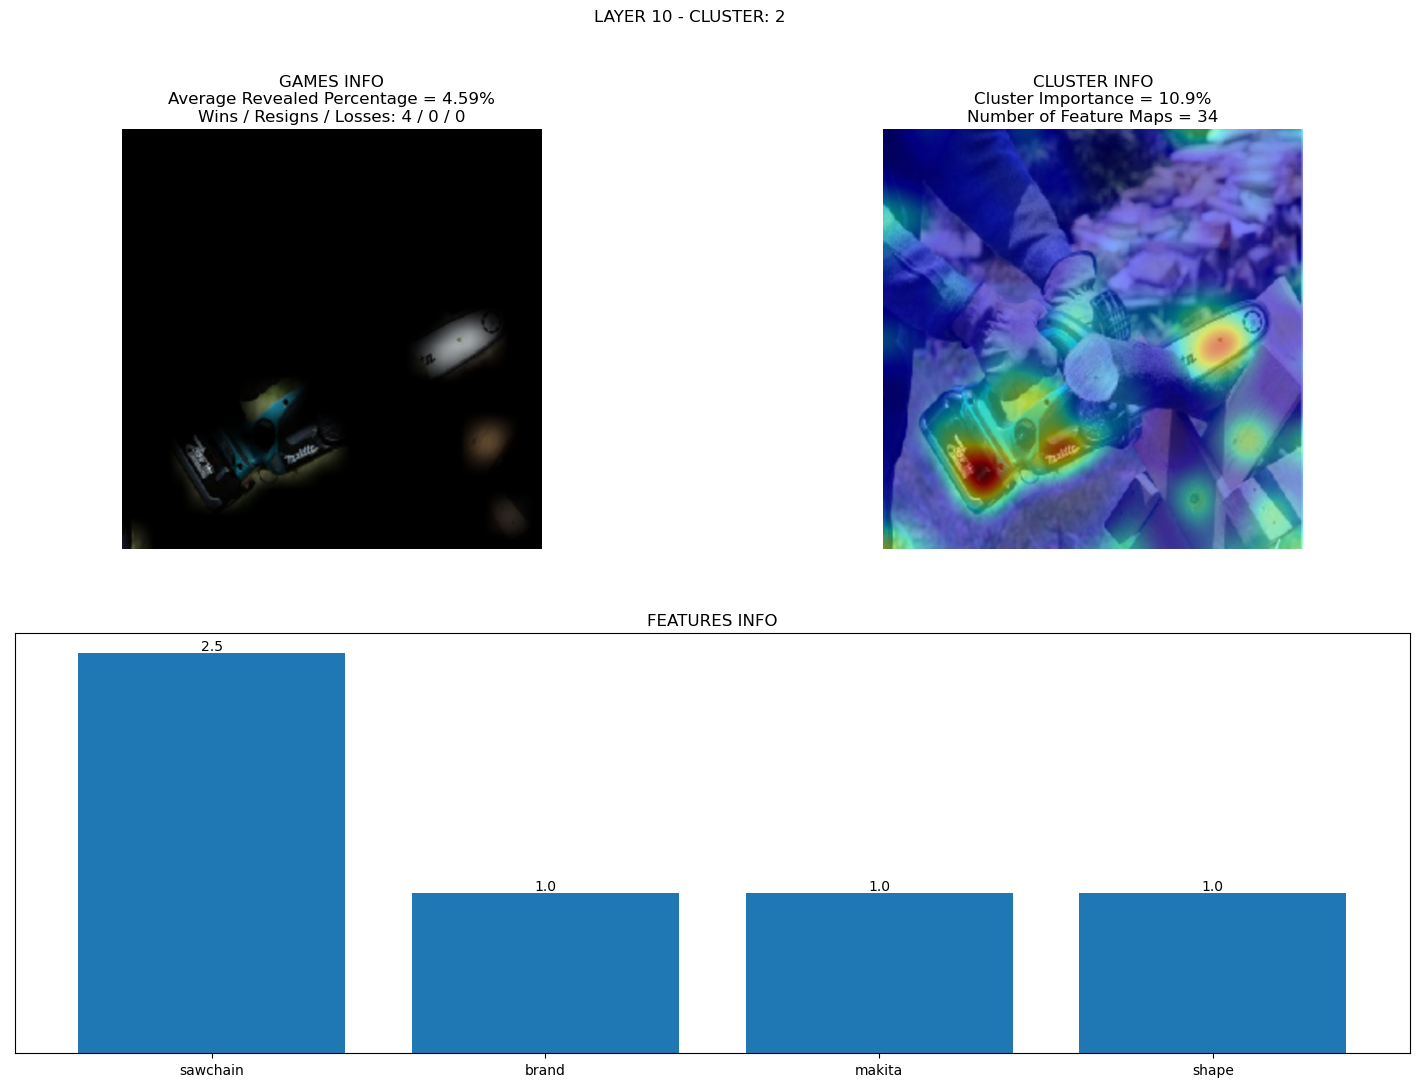 LAYER 10 - CLUSTER: 2
GAMES INFO
Average Revealed Percentage = 4.59%
Wins / Resigns / Losses: 4 / 0 / 0
CLUSTER INFO
Cluster Importance = 10.9%
Number of Feature Maps = 34
makita
makita
FEATURES INFO
2.5
1.0
1.0
1.0
sawchain
brand
makita
shape